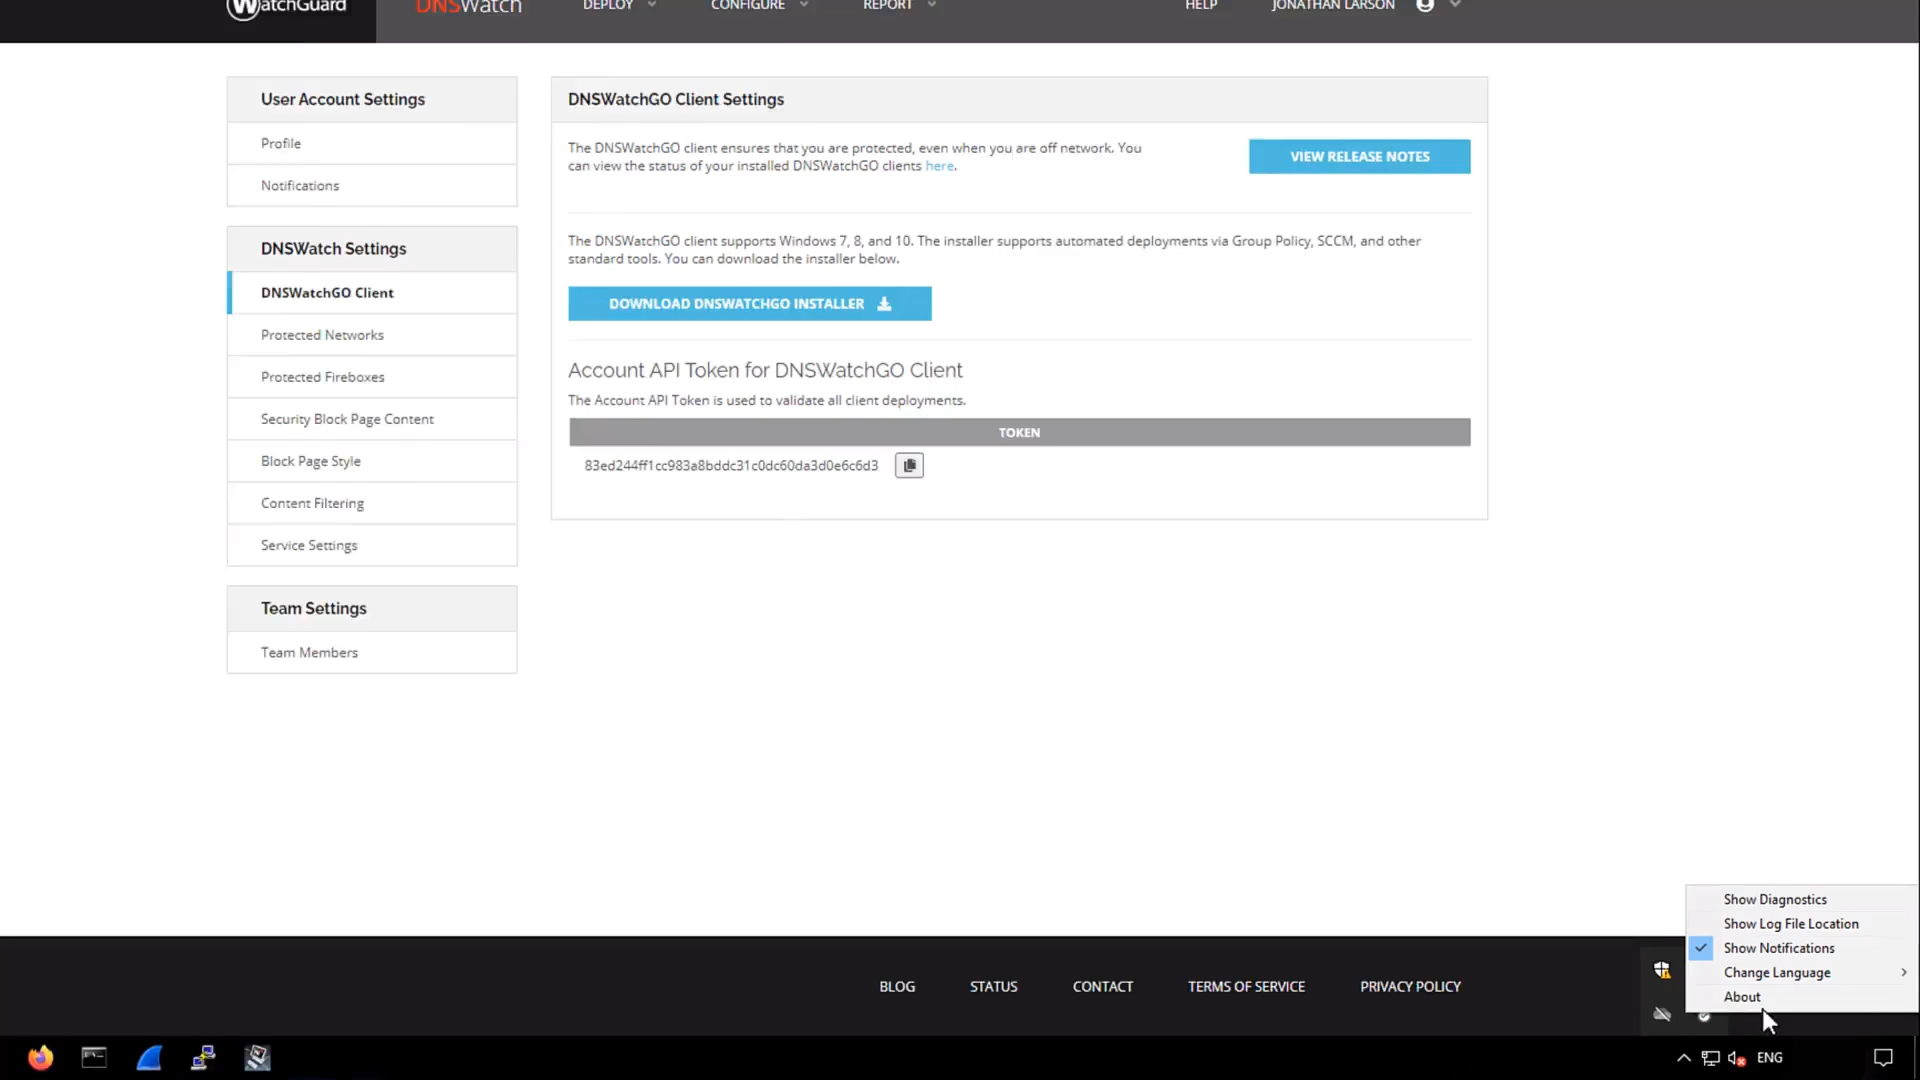 WatchGuard
DNSWatch
DEPLOY
CONFIGURE
REPORT
HELP
JONATHAN LARSON
User Account Settings
Profile
Notifications
DNSWatch Settings
DNSWatchGO Client
Protected Networks
Protected Fireboxes
Security Block Page Content
Block Page Style
Content Filtering
Service Settings
Team Settings
Team Members
DNSWatchGO Client Settings
The DNSWatchGO client ensures that you are protected, even when you are off network. You
can view the status of your installed DNSWatchGO clients here.
VIEW RELEASE NOTES
The DNSWatchGO client supports Windows 7, 8, and 10. The installer supports automated deployments via Group Policy, SCCM, and other
standard tools. You can download the installer below.
DOWNLOAD DNSWATCHGO INSTALLER
Account API Token for DNSWatchGO Client
The Account API Token is used to validate all client deployments.
TOKEN
83ed244ff1cc983a8bddc31c0dc60da3d0e6c6d3
Show Diagnostics
Show Log File Location
Show Notifications
Change Language
About
BLOG
STATUS
CONTACT
TERMS OF SERVICE
PRIVACY POLICY
ENG